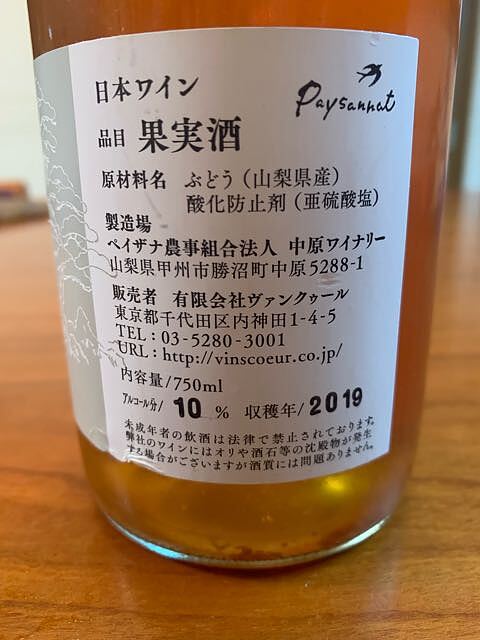 日本ワイン
Paysannat
品目 果実酒
原材料名 ぶどう（山梨県産）
酸化防止剤（亜硫酸塩）
製造場
ペイザナ農事組合法人 中原ワイナリー
山梨県甲州市勝沼町中原5288-1
販売者 有限会社ヴァンクゥール
東京都千代田区内神田1-4-5
TEL：03-5280-3001
URL：http://vinscoeur.co.jp/
内容量/750ml
アルコール分/ 10 % 収穫年/ 2019
未成年者の飲酒は法律で禁止されております。
弊社のワインにはオリや酒石等の沈殿物が発生
する場合がございますが酒質には問題ありません。